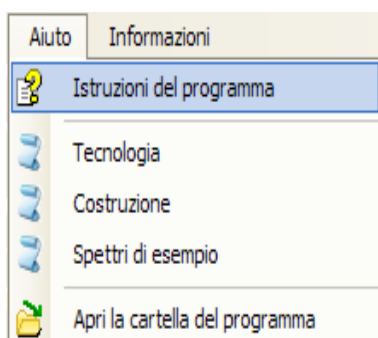 Aiuto Informazioni
Istruzioni del programma
Tecnologia
Costruzione
Spettri di esempio
Apri la cartella del programma